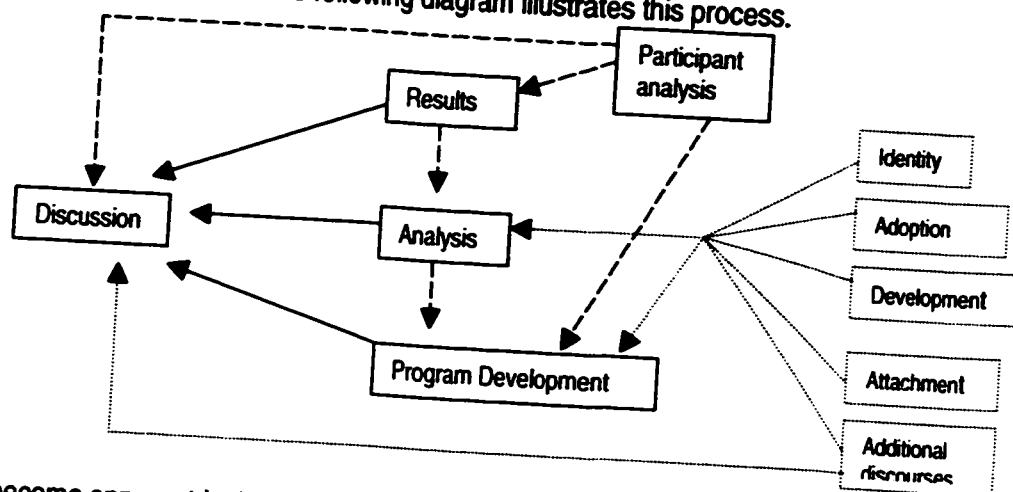 following diagram illustrates this process.
Participant
analysis
Results
Identity
Discussion
Adoption
Analysis
Development
Program Development
Attachment
Additional
discourses